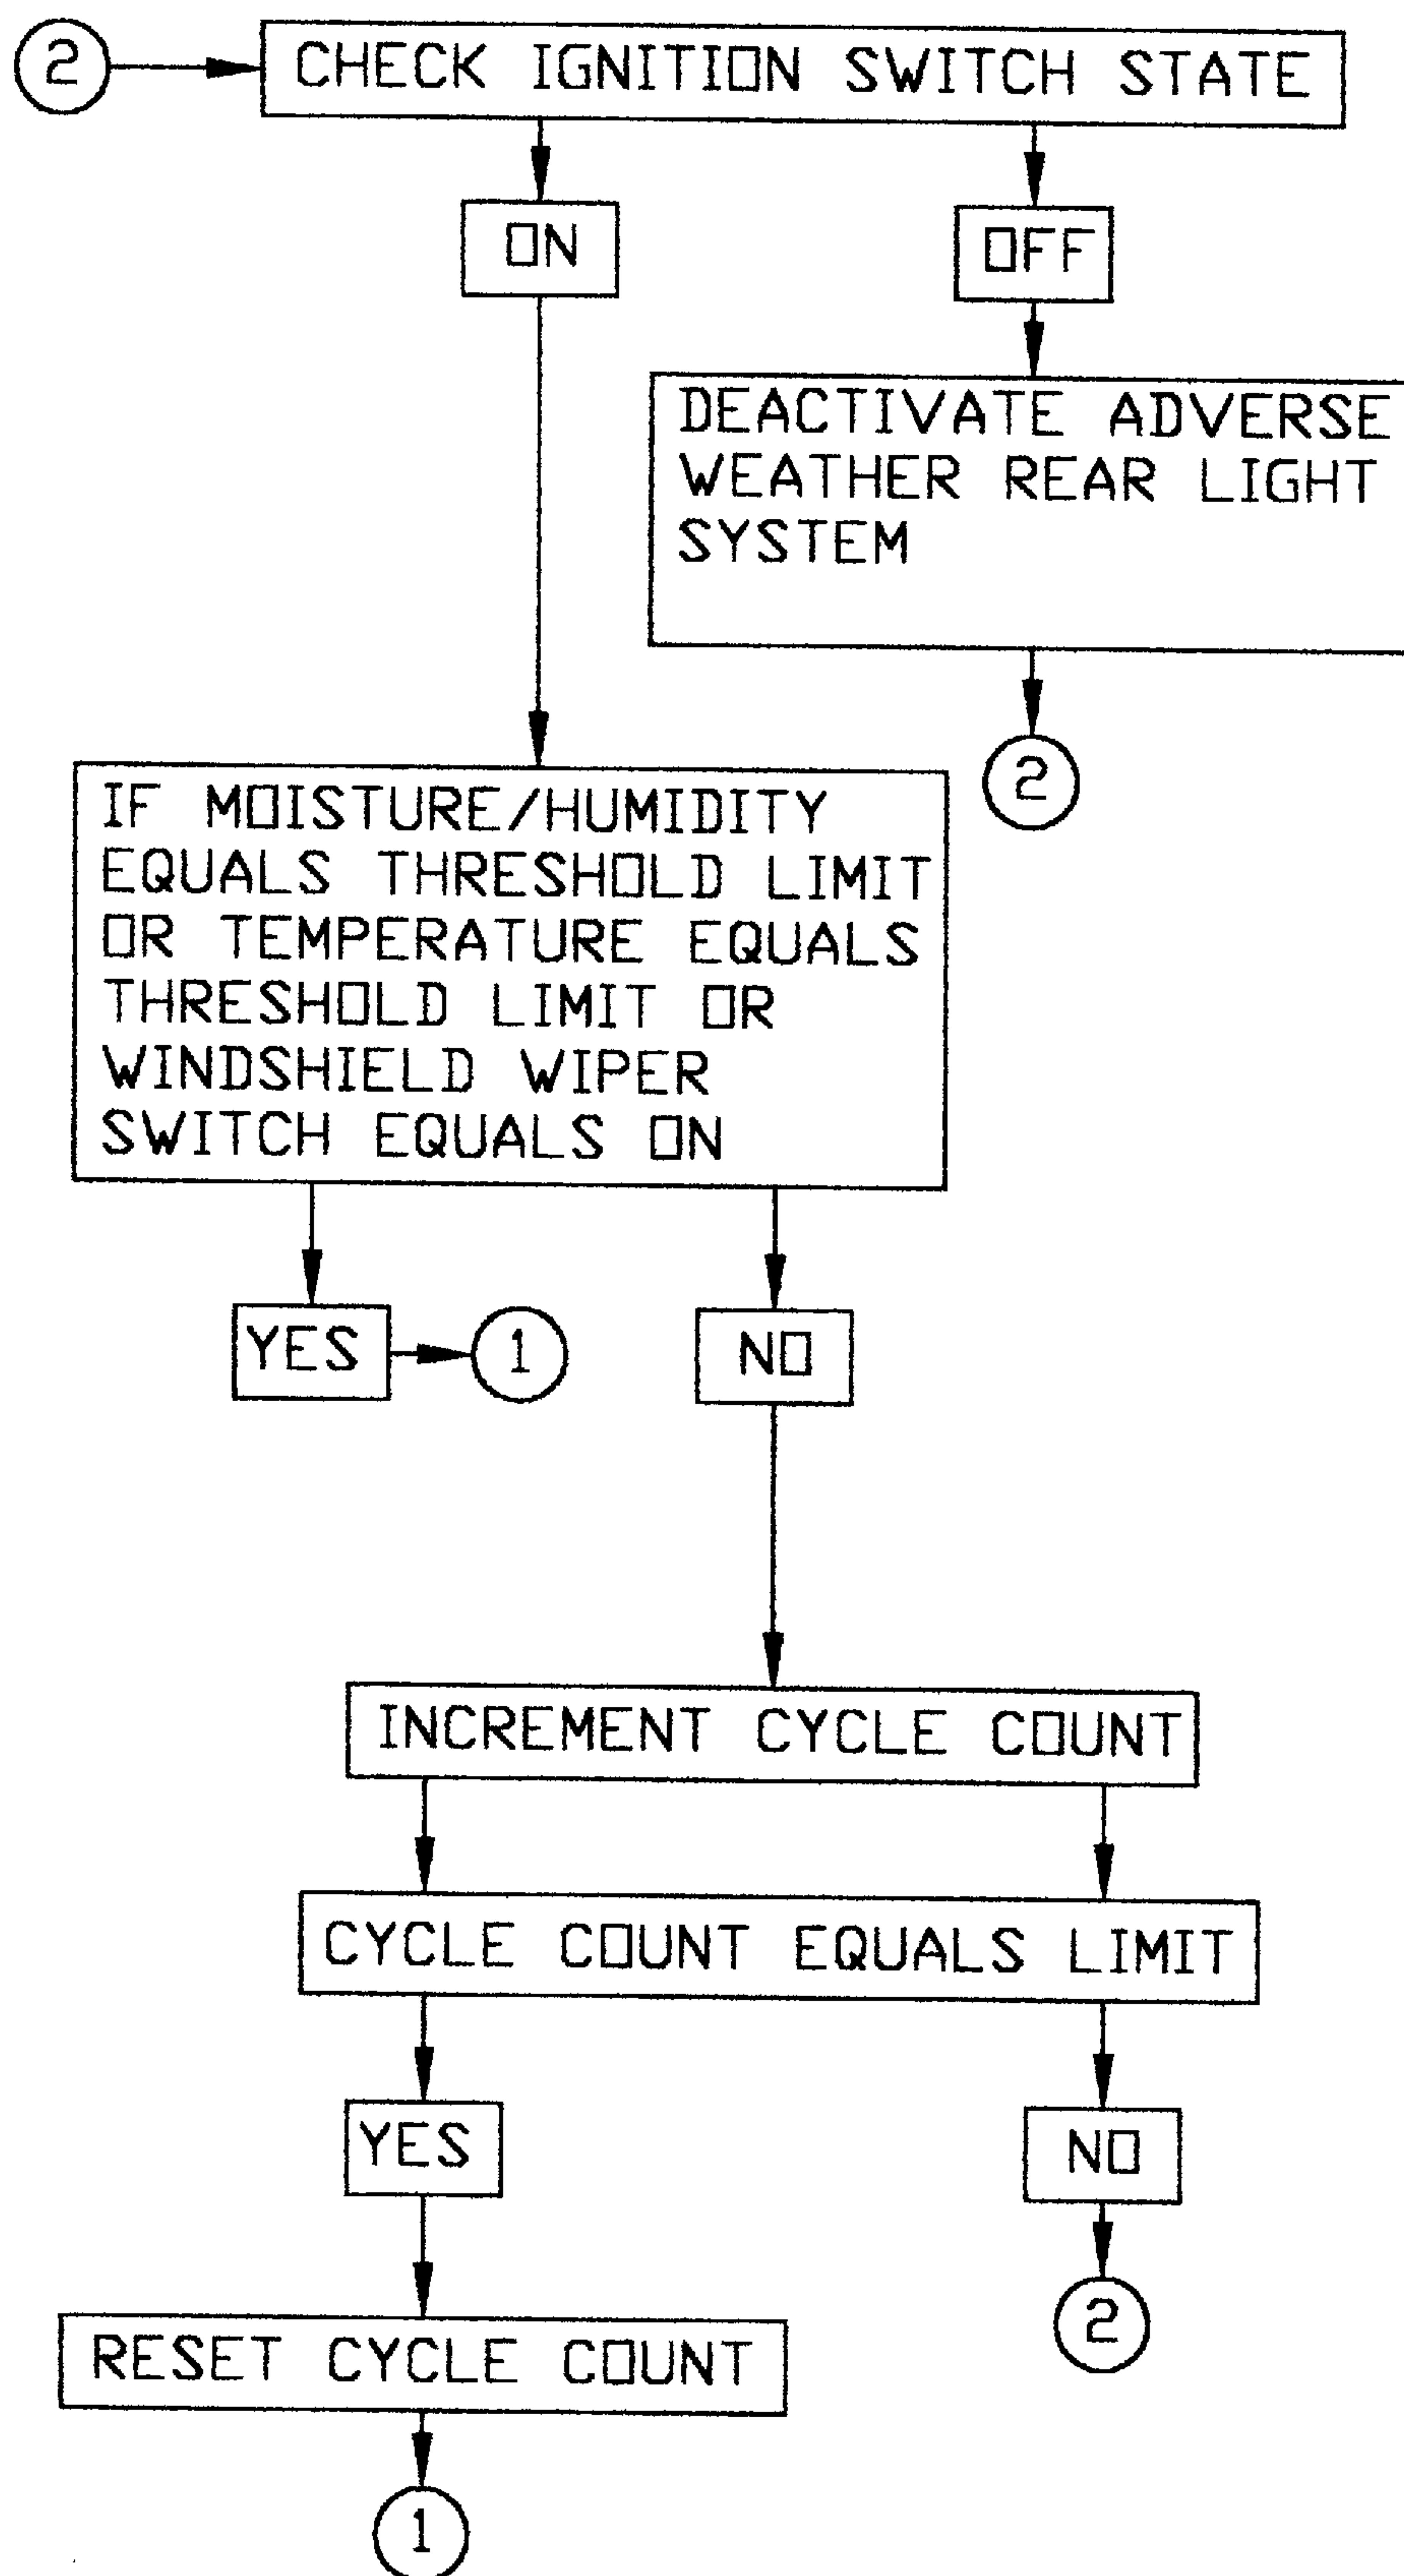 2
CHECK IGNITION SWITCH STATE
ON
OFF
DEACTIVATE ADVERSE
WEATHER REAR LIGHT
SYSTEM
2
IF MOISTURE/HUMIDITY
EQUALS THRESHOLD LIMIT
OR TEMPERATURE EQUALS
THRESHOLD LIMIT OR
WINDSHIELD WIPER
SWITCH EQUALS ON
YES
1
NO
INCREMENT CYCLE COUNT
CYCLE COUNT EQUALS LIMIT
YES
NO
2
RESET CYCLE COUNT
1